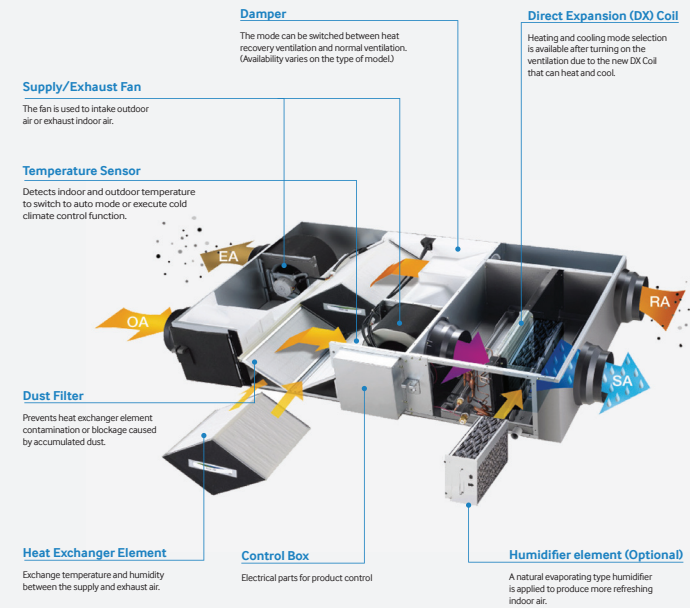 Damper
The mode can be switched between heat
recovery ventilation and normal ventilation.
(Availability varies on the type of model.)
Direct Expansion (DX) Coil
Heating and cooling mode selection
is available after turning on the
ventilation due to the new DX Coil
that can heat and cool.
Supply/Exhaust Fan
The fan is used to intake outdoor
air or exhaust indoor air.
Temperature Sensor
Detects indoor and outdoor temperature
to switch to auto mode or execute cold
climate control function.
EA
OA
RA
SA
Dust Filter
Prevents heat exchanger element
contamination or blockage caused
by accumulated dust.
Heat Exchanger Element
Exchange temperature and humidity
between the supply and exhaust air.
Control Box
Electrical parts for product control
Humidifier element (Optional)
A natural evaporating type humidifier
is applied to produce more refreshing
indoor air.